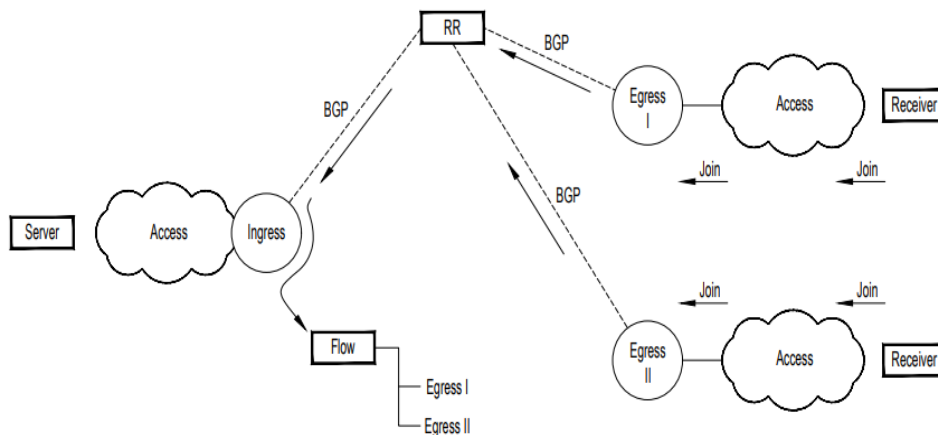 RR
BGP
BGP
Egress
I
Access
Receiver
Join
Join
BGP
Server
Access
Ingress
Join
Join
Flow
Egress
II
Access
Receiver
Egress I
Egress II